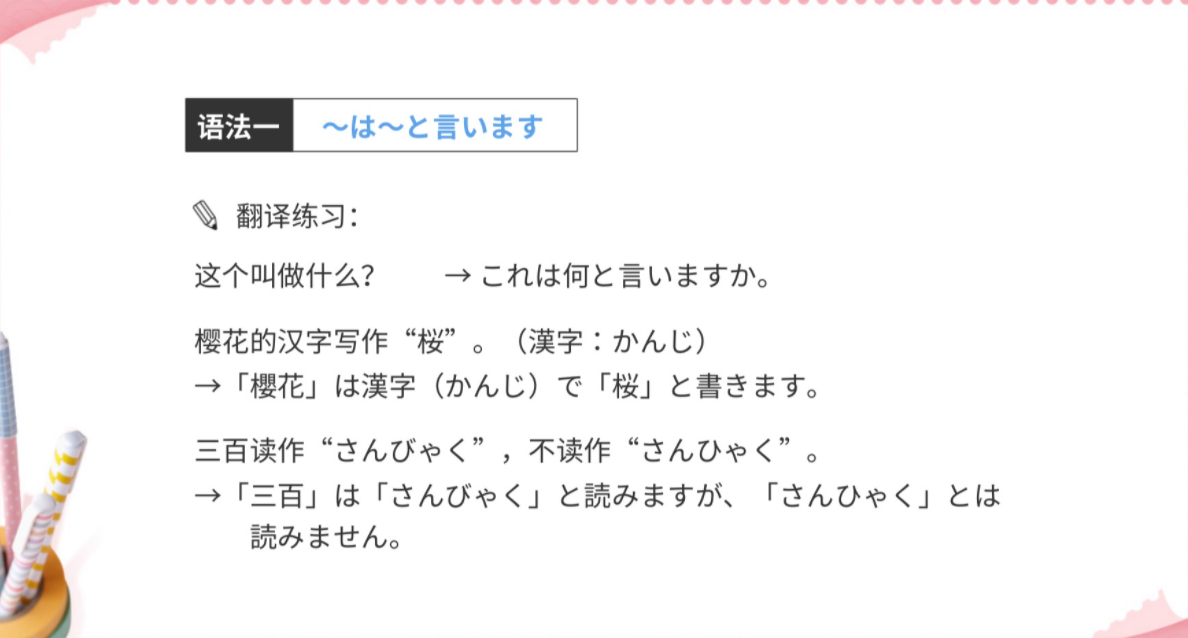 语法一 ～は～と言います
翻译练习：
这个叫做什么？ → これは何と言いますか。
樱花的汉字写作“桜”。（漢字：かんじ）
→「櫻花」は漢字（かんじ）で「桜」と書きます。
三百读作“さんびゃく”，不读作“さんひゃく”。
→「三百」は「さんびゃく」と読みますが、「さんひゃく」とは
読みません。